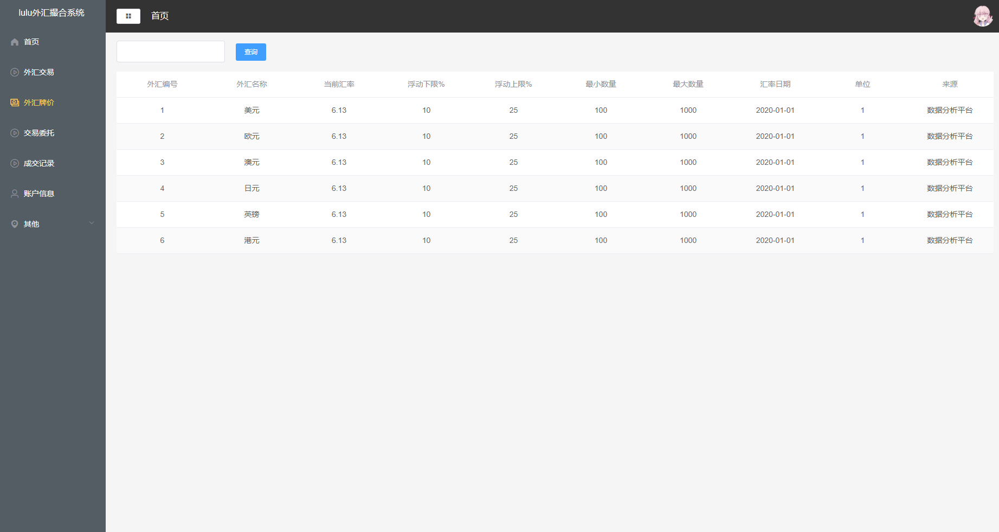 lulu外汇撮合系统
首页
外汇交易
外汇牌价
交易委托
成交记录
账户信息
其他
首页
查询
外汇编号 外汇名称 当前汇率 浮动下限% 浮动上限% 最小数量 最大数量 汇率日期 单位 来源
1 美元 6.13 10 25 100 1000 2020-01-01 1 数据分析平台
2 欧元 6.13 10 25 100 1000 2020-01-01 1 数据分析平台
3 澳元 6.13 10 25 100 1000 2020-01-01 1 数据分析平台
4 日元 6.13 10 25 100 1000 2020-01-01 1 数据分析平台
5 英镑 6.13 10 25 100 1000 2020-01-01 1 数据分析平台
6 港元 6.13 10 25 100 1000 2020-01-01 1 数据分析平台